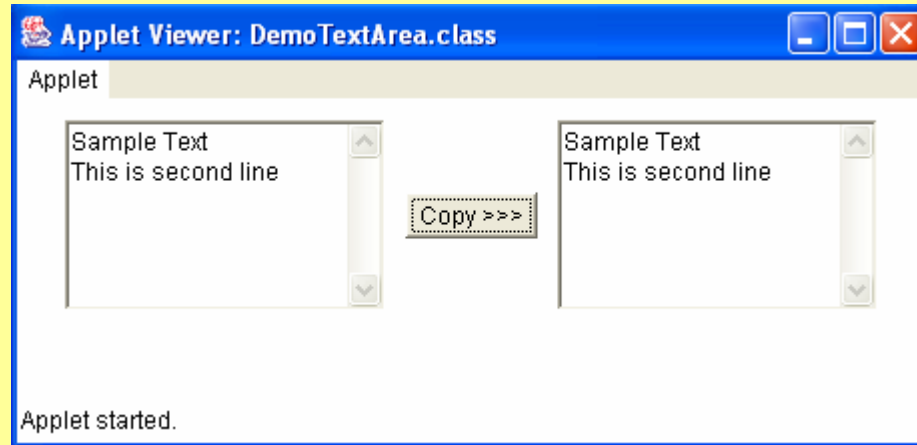 Applet Viewer: DemoTextArea.class
Applet
Sample Text
This is second line
Copy >>>
Sample Text
This is second line
Applet started.